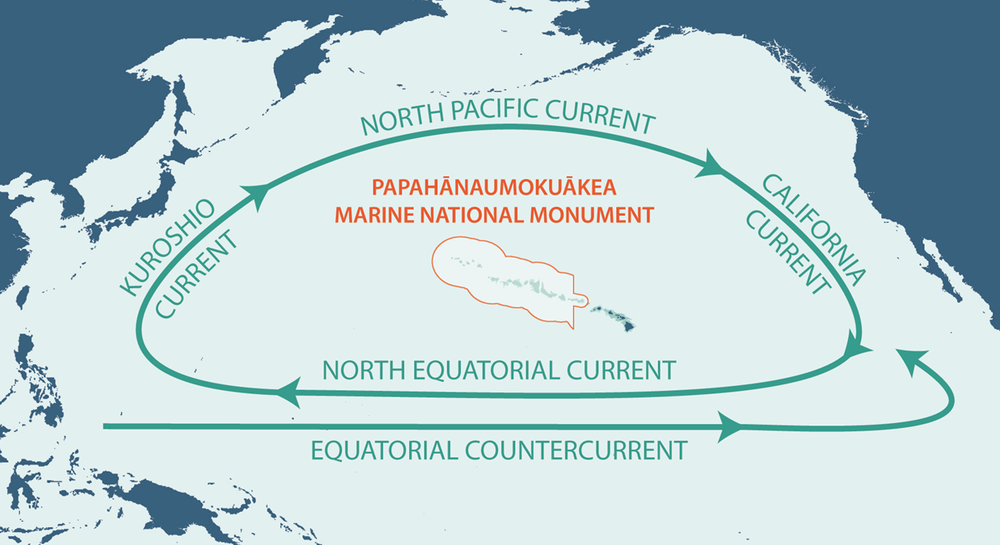 NORTH PACIFIC CURRENT
PAPAHĀNAUMOKUĀKEA
MARINE NATIONAL MONUMENT
KUROSHIO
CURRENT
CALIFORNIA
CURRENT
NORTH EQUATORIAL CURRENT
EQUATORIAL COUNTERCURRENT